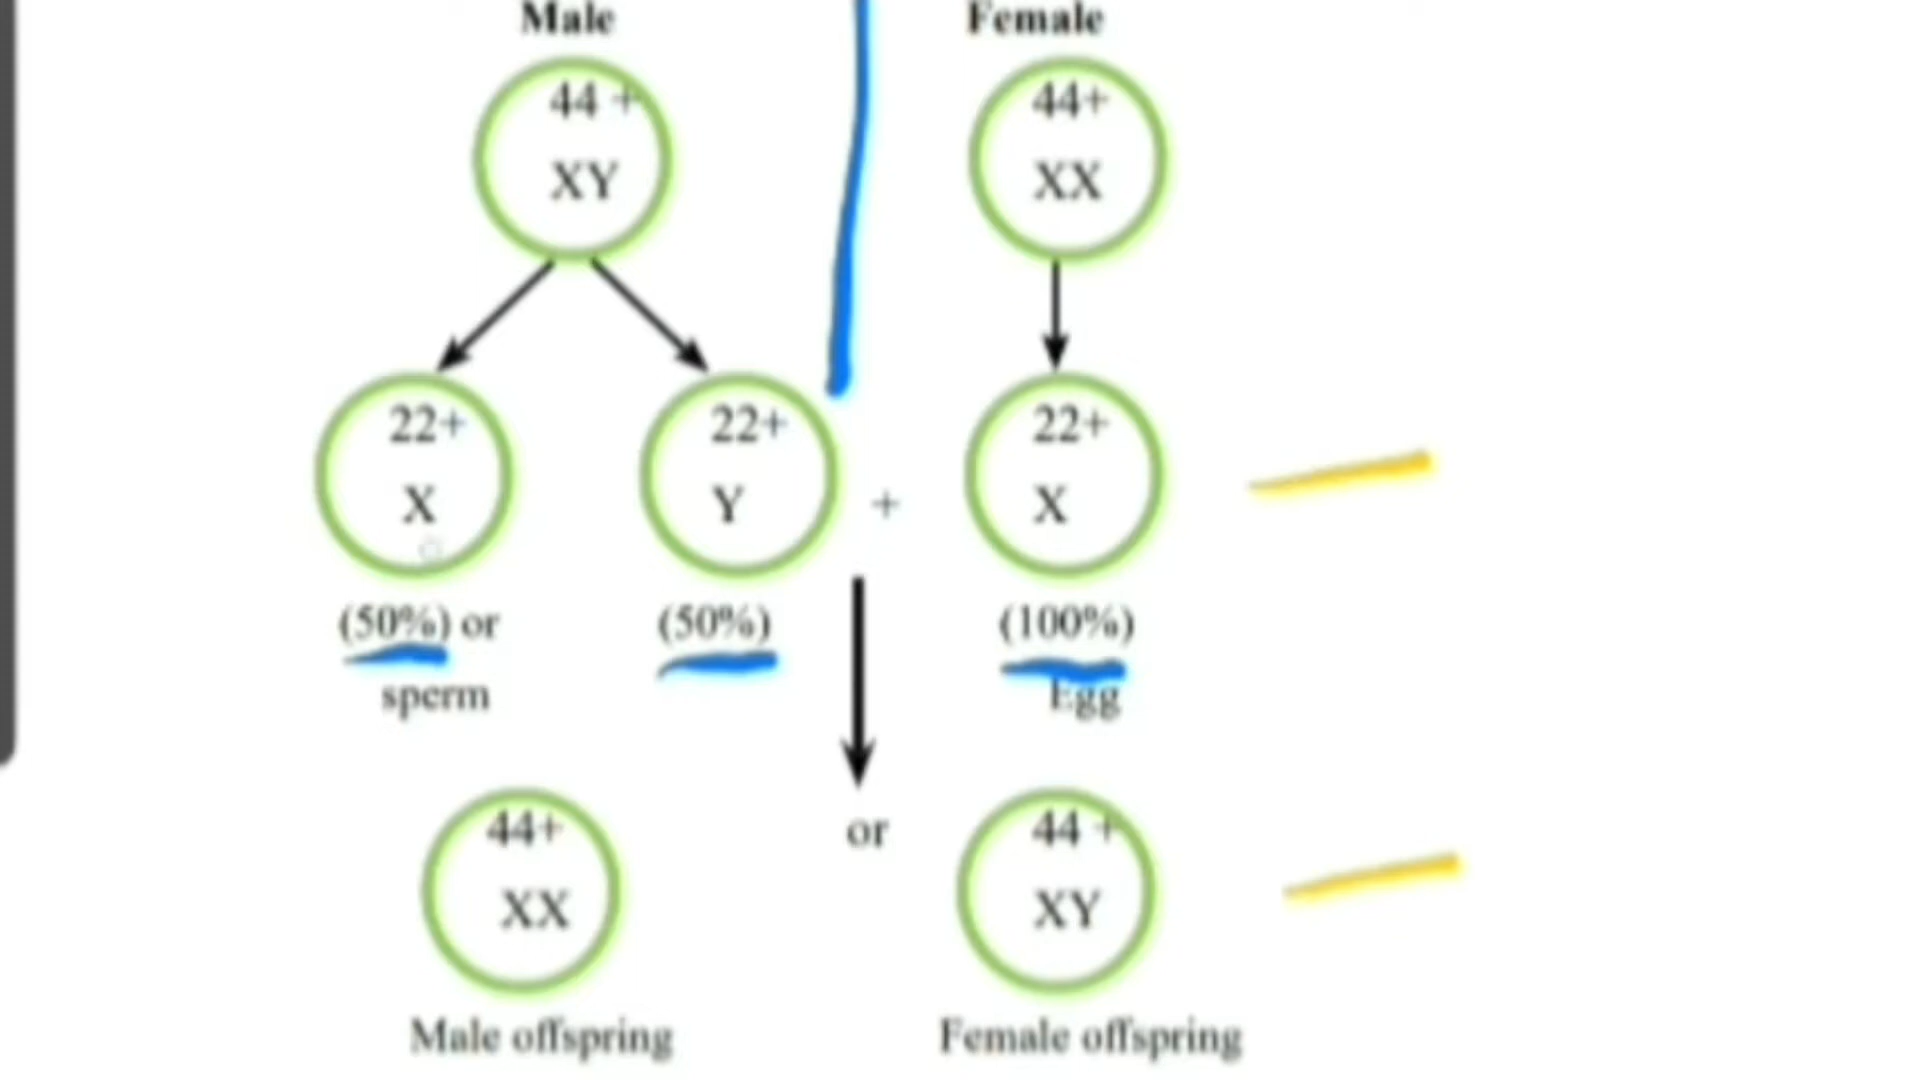 Male Female
44 + 44+
XY XX
22+ 22+ 22+
X Y + X
(50%) or (50%) (100%)
sperm Egg
44+ or 44 +
XX XY
Male offspring Female offspring